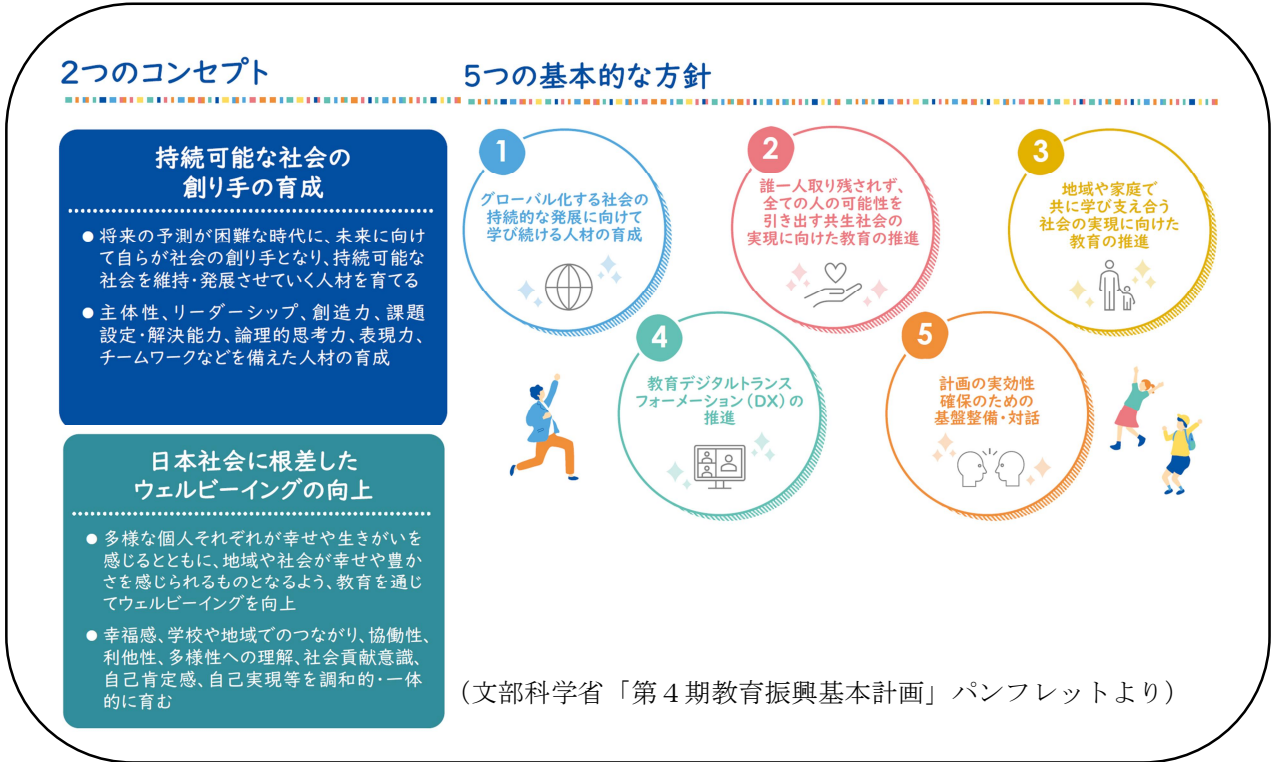 2つのコンセプト
持続可能な社会の
創り手の育成
●将来の予測が困難な時代に、未来に向け
て自らが社会の創り手となり、持続可能な
社会を維持・発展させていく人材を育てる
●主体性、リーダーシップ、創造力、課題
設定・解決能力、論理的思考力、表現力、
チームワークなどを備えた人材の育成
日本社会に根差した
ウェルビーイングの向上
●多様な個人それぞれが幸せや生きがいを
感じるとともに、地域や社会が幸せや豊か
さを感じられるものとなるよう、教育を通じ
てウェルビーイングを向上
●幸福感、学校や地域でのつながり、協働性、
利他性、多様性への理解、社会貢献意識、
自己肯定感、自己実現等を調和的・一体
的に育む
5つの基本的な方針
1
グローバル化する社会の
持続的な発展に向けて
学び続ける人材の育成
2
誰一人取り残されず、
全ての人の可能性を
引き出す共生社会の
実現に向けた教育の推進
3
地域や家庭で
共に学び支え合う
社会の実現に向けた
教育の推進
4
教育デジタルトランス
フォーメーション(DX)の
推進
5
計画の実効性
確保のための
基盤整備・対話
(文部科学省「第4期教育振興基本計画」パンフレットより)